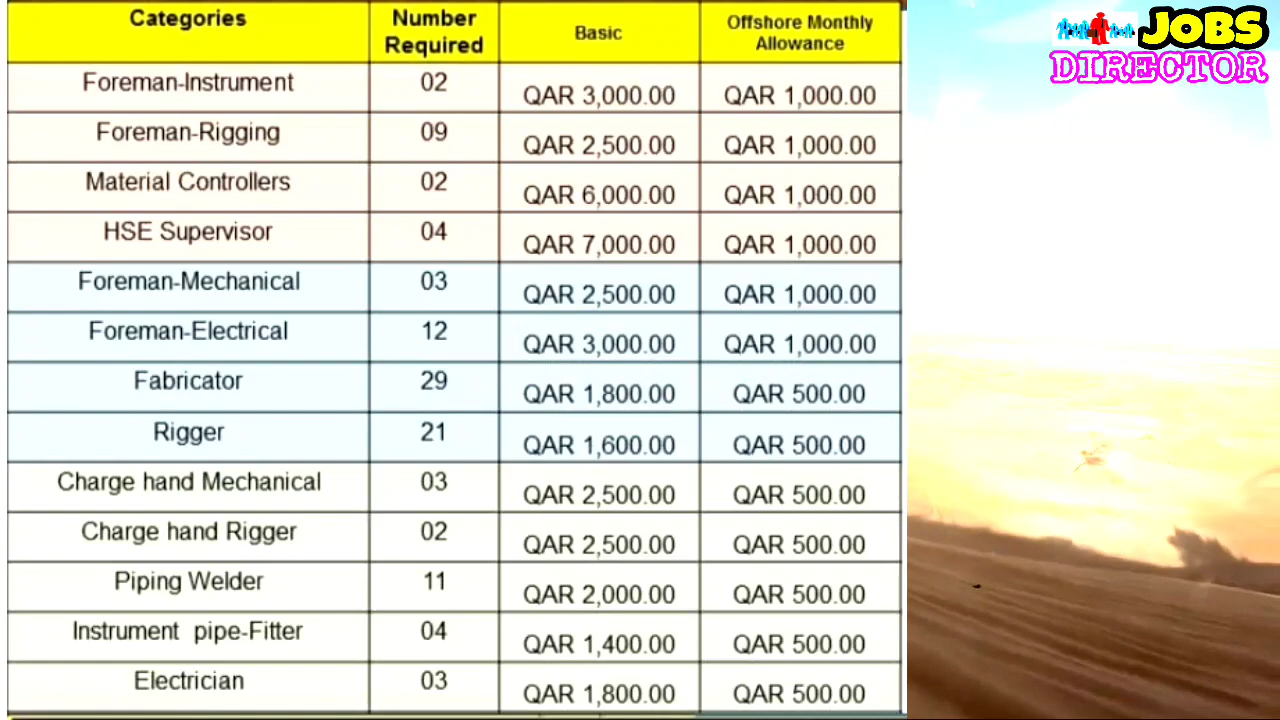 Categories Number Required Basic Offshore Monthly Allowance
Foreman-Instrument 02 QAR 3,000.00 QAR 1,000.00
Foreman-Rigging 09 QAR 2,500.00 QAR 1,000.00
Material Controllers 02 QAR 6,000.00 QAR 1,000.00
HSE Supervisor 04 QAR 7,000.00 QAR 1,000.00
Foreman-Mechanical 03 QAR 2,500.00 QAR 1,000.00
Foreman-Electrical 12 QAR 3,000.00 QAR 1,000.00
Fabricator 29 QAR 1,800.00 QAR 500.00
Rigger 21 QAR 1,600.00 QAR 500.00
Charge hand Mechanical 03 QAR 2,500.00 QAR 500.00
Charge hand Rigger 02 QAR 2,500.00 QAR 500.00
Piping Welder 11 QAR 2,000.00 QAR 500.00
Instrument pipe-Fitter 04 QAR 1,400.00 QAR 500.00
Electrician 03 QAR 1,800.00 QAR 500.00
JOBS
DIRECTOR